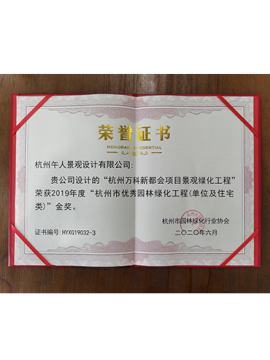 荣誉证书
HONORARY CREDENTIAL
杭州午人景观设计有限公司:
贵公司设计的“杭州万科新都会项目景观绿化工程”
荣获2019年度“杭州市优秀园林绿化工程(单位及住宅
类)”金奖。
杭州市园林绿化行业协会
证书编号:HYXG19032-3
二〇二〇年六月